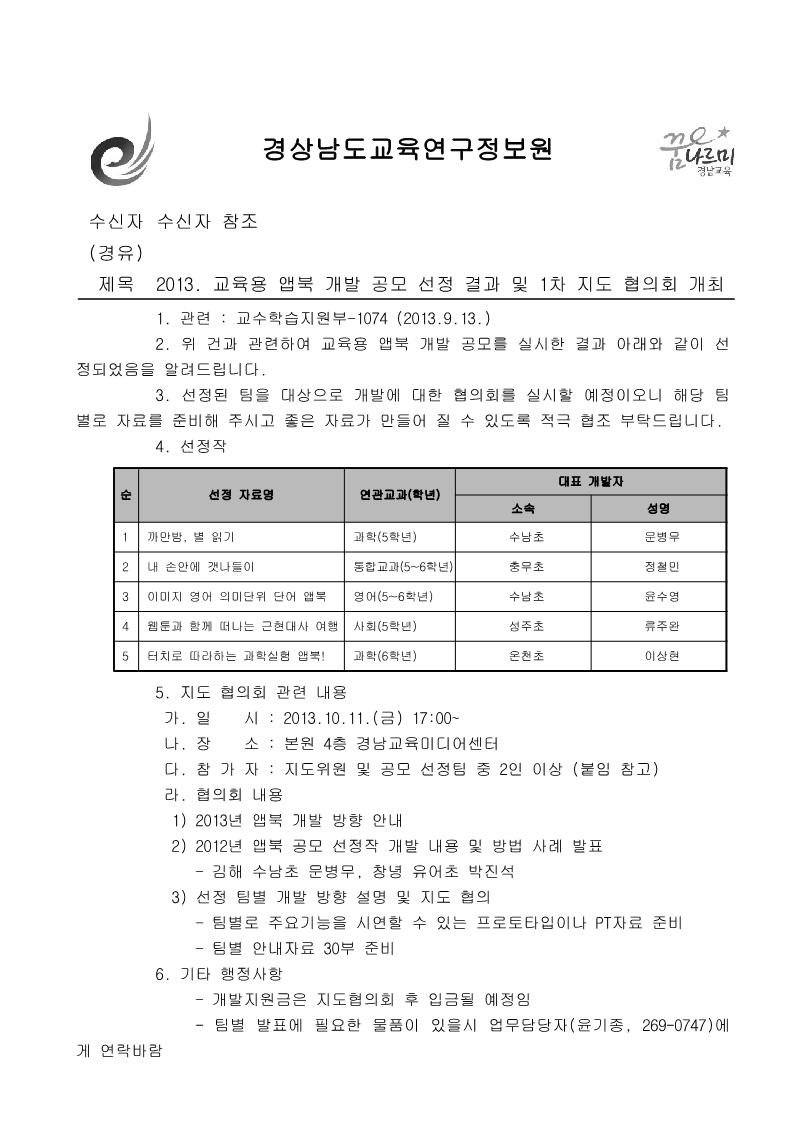 경상남도교육연구정보원
꿈은
나르미
경남교육
수신자 수신자 참조
(경유)
제목 2013. 교육용 앱북 개발 공모 선정 결과 및 1차 지도 협의회 개최
1. 관련 : 교수학습지원부-1074 (2013.9.13.)
2. 위 건과 관련하여 교육용 앱북 개발 공모를 실시한 결과 아래와 같이 선
정되었음을 알려드립니다.
3. 선정된 팀을 대상으로 개발에 대한 협의회를 실시할 예정이오니 해당 팀
별로 자료를 준비해 주시고 좋은 자료가 만들어 질 수 있도록 적극 협조 부탁드립니다.
4. 선정작
순 선정 자료명 연관교과(학년) 대표 개발자
소속 성명
1 까만밤, 별 읽기 과학(5학년) 수남초 문병무
2 내 손안에 갯나들이 통합교과(5~6학년) 충무초 정철민
3 이미지 영어 의미단위 단어 앱북 영어(5~6학년) 수남초 윤수영
4 웹툰과 함께 떠나는 근현대사 여행 사회(5학년) 성주초 류주완
5 터치로 따라하는 과학실험 앱북! 과학(6학년) 온천초 이상현
5. 지도 협의회 관련 내용
가. 일 시 : 2013.10.11.(금) 17:00~
나. 장 소 : 본원 4층 경남교육미디어센터
다. 참 가 자 : 지도위원 및 공모 선정팀 중 2인 이상 (붙임 참고)
라. 협의회 내용
1) 2013년 앱북 개발 방향 안내
2) 2012년 앱북 공모 선정작 개발 내용 및 방법 사례 발표
- 김해 수남초 문병무, 창녕 유어초 박진석
3) 선정 팀별 개발 방향 설명 및 지도 협의
- 팀별로 주요기능을 시연할 수 있는 프로토타입이나 PT자료 준비
- 팀별 안내자료 30부 준비
6. 기타 행정사항
- 개발지원금은 지도협의회 후 입금될 예정임
- 팀별 발표에 필요한 물품이 있을시 업무담당자(윤기종, 269-0747)에
게 연락바람